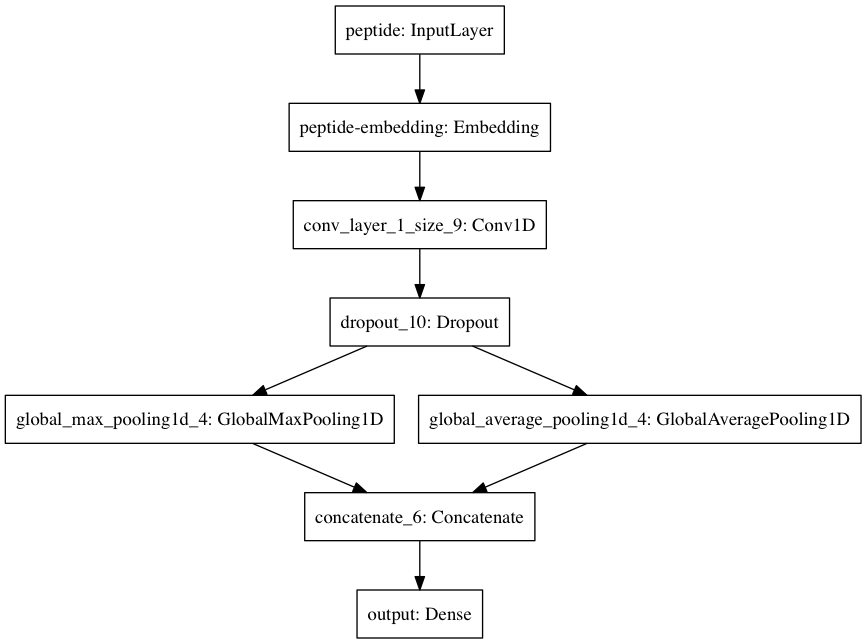 peptide: InputLayer
peptide-embedding: Embedding
conv_layer_1_size_9: Conv1D
dropout_10: Dropout
global_max_pooling1d_4: GlobalMaxPooling1D
global_average_pooling1d_4: GlobalAveragePooling1D
concatenate_6: Concatenate
output: Dense